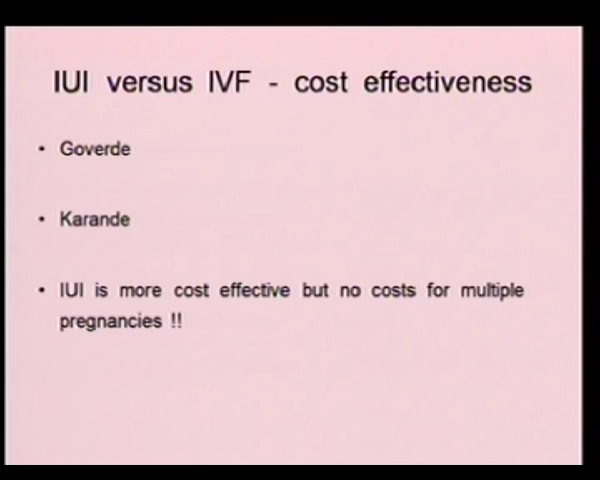 IUI versus IVF - cost effectiveness
• Goverde
• Karande
• IUI is more cost effective but no costs for multiple
pregnancies !!